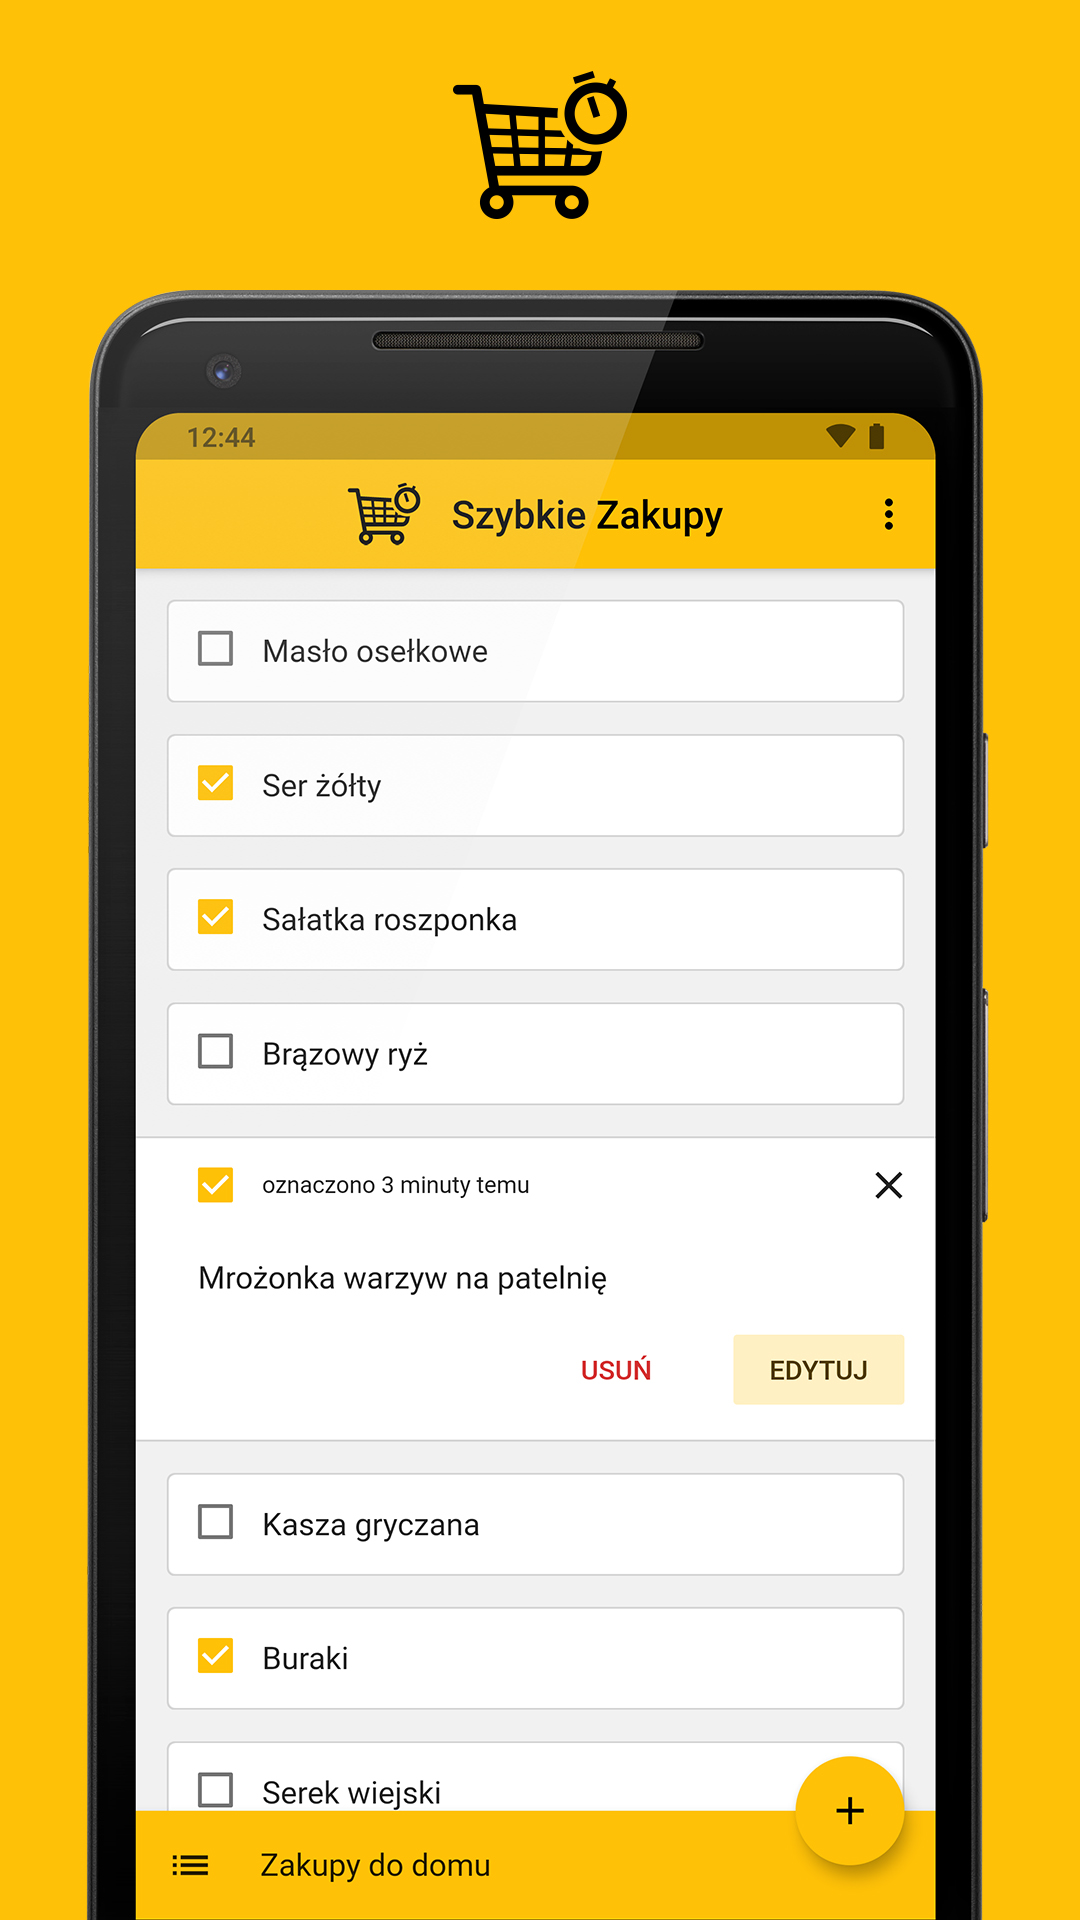 12:44
Szybkie Zakupy
Masło osełkowe
Ser żółty
Sałatka roszponka
Brązowy ryż
oznaczono 3 minuty temu
Mrożonka warzyw na patelnię
USUŃ
EDYTUJ
Kasza gryczana
Buraki
Serek wiejski
Zakupy do domu